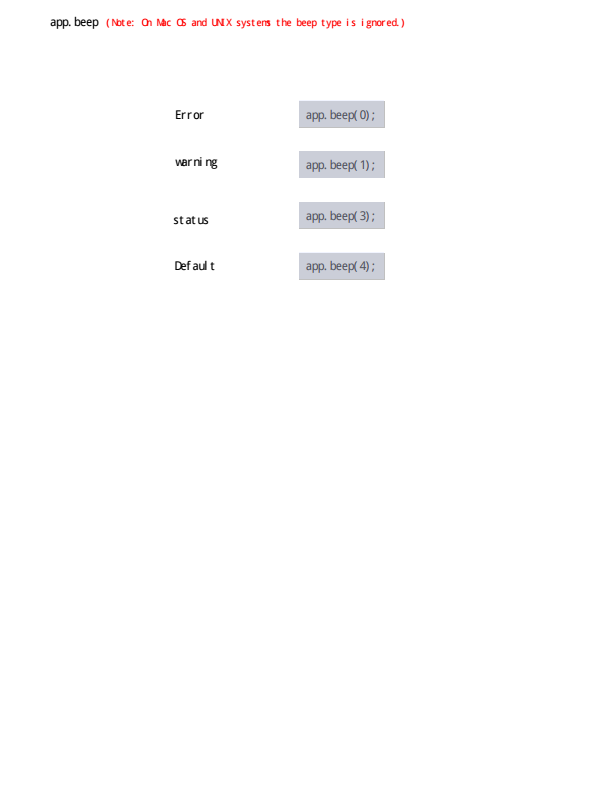 app.beep (Note: On Mac OS and UNIX systems the beep type is ignored.)
Error app.beep(0);
warning app.beep(1);
status app.beep(3);
Default app.beep(4);